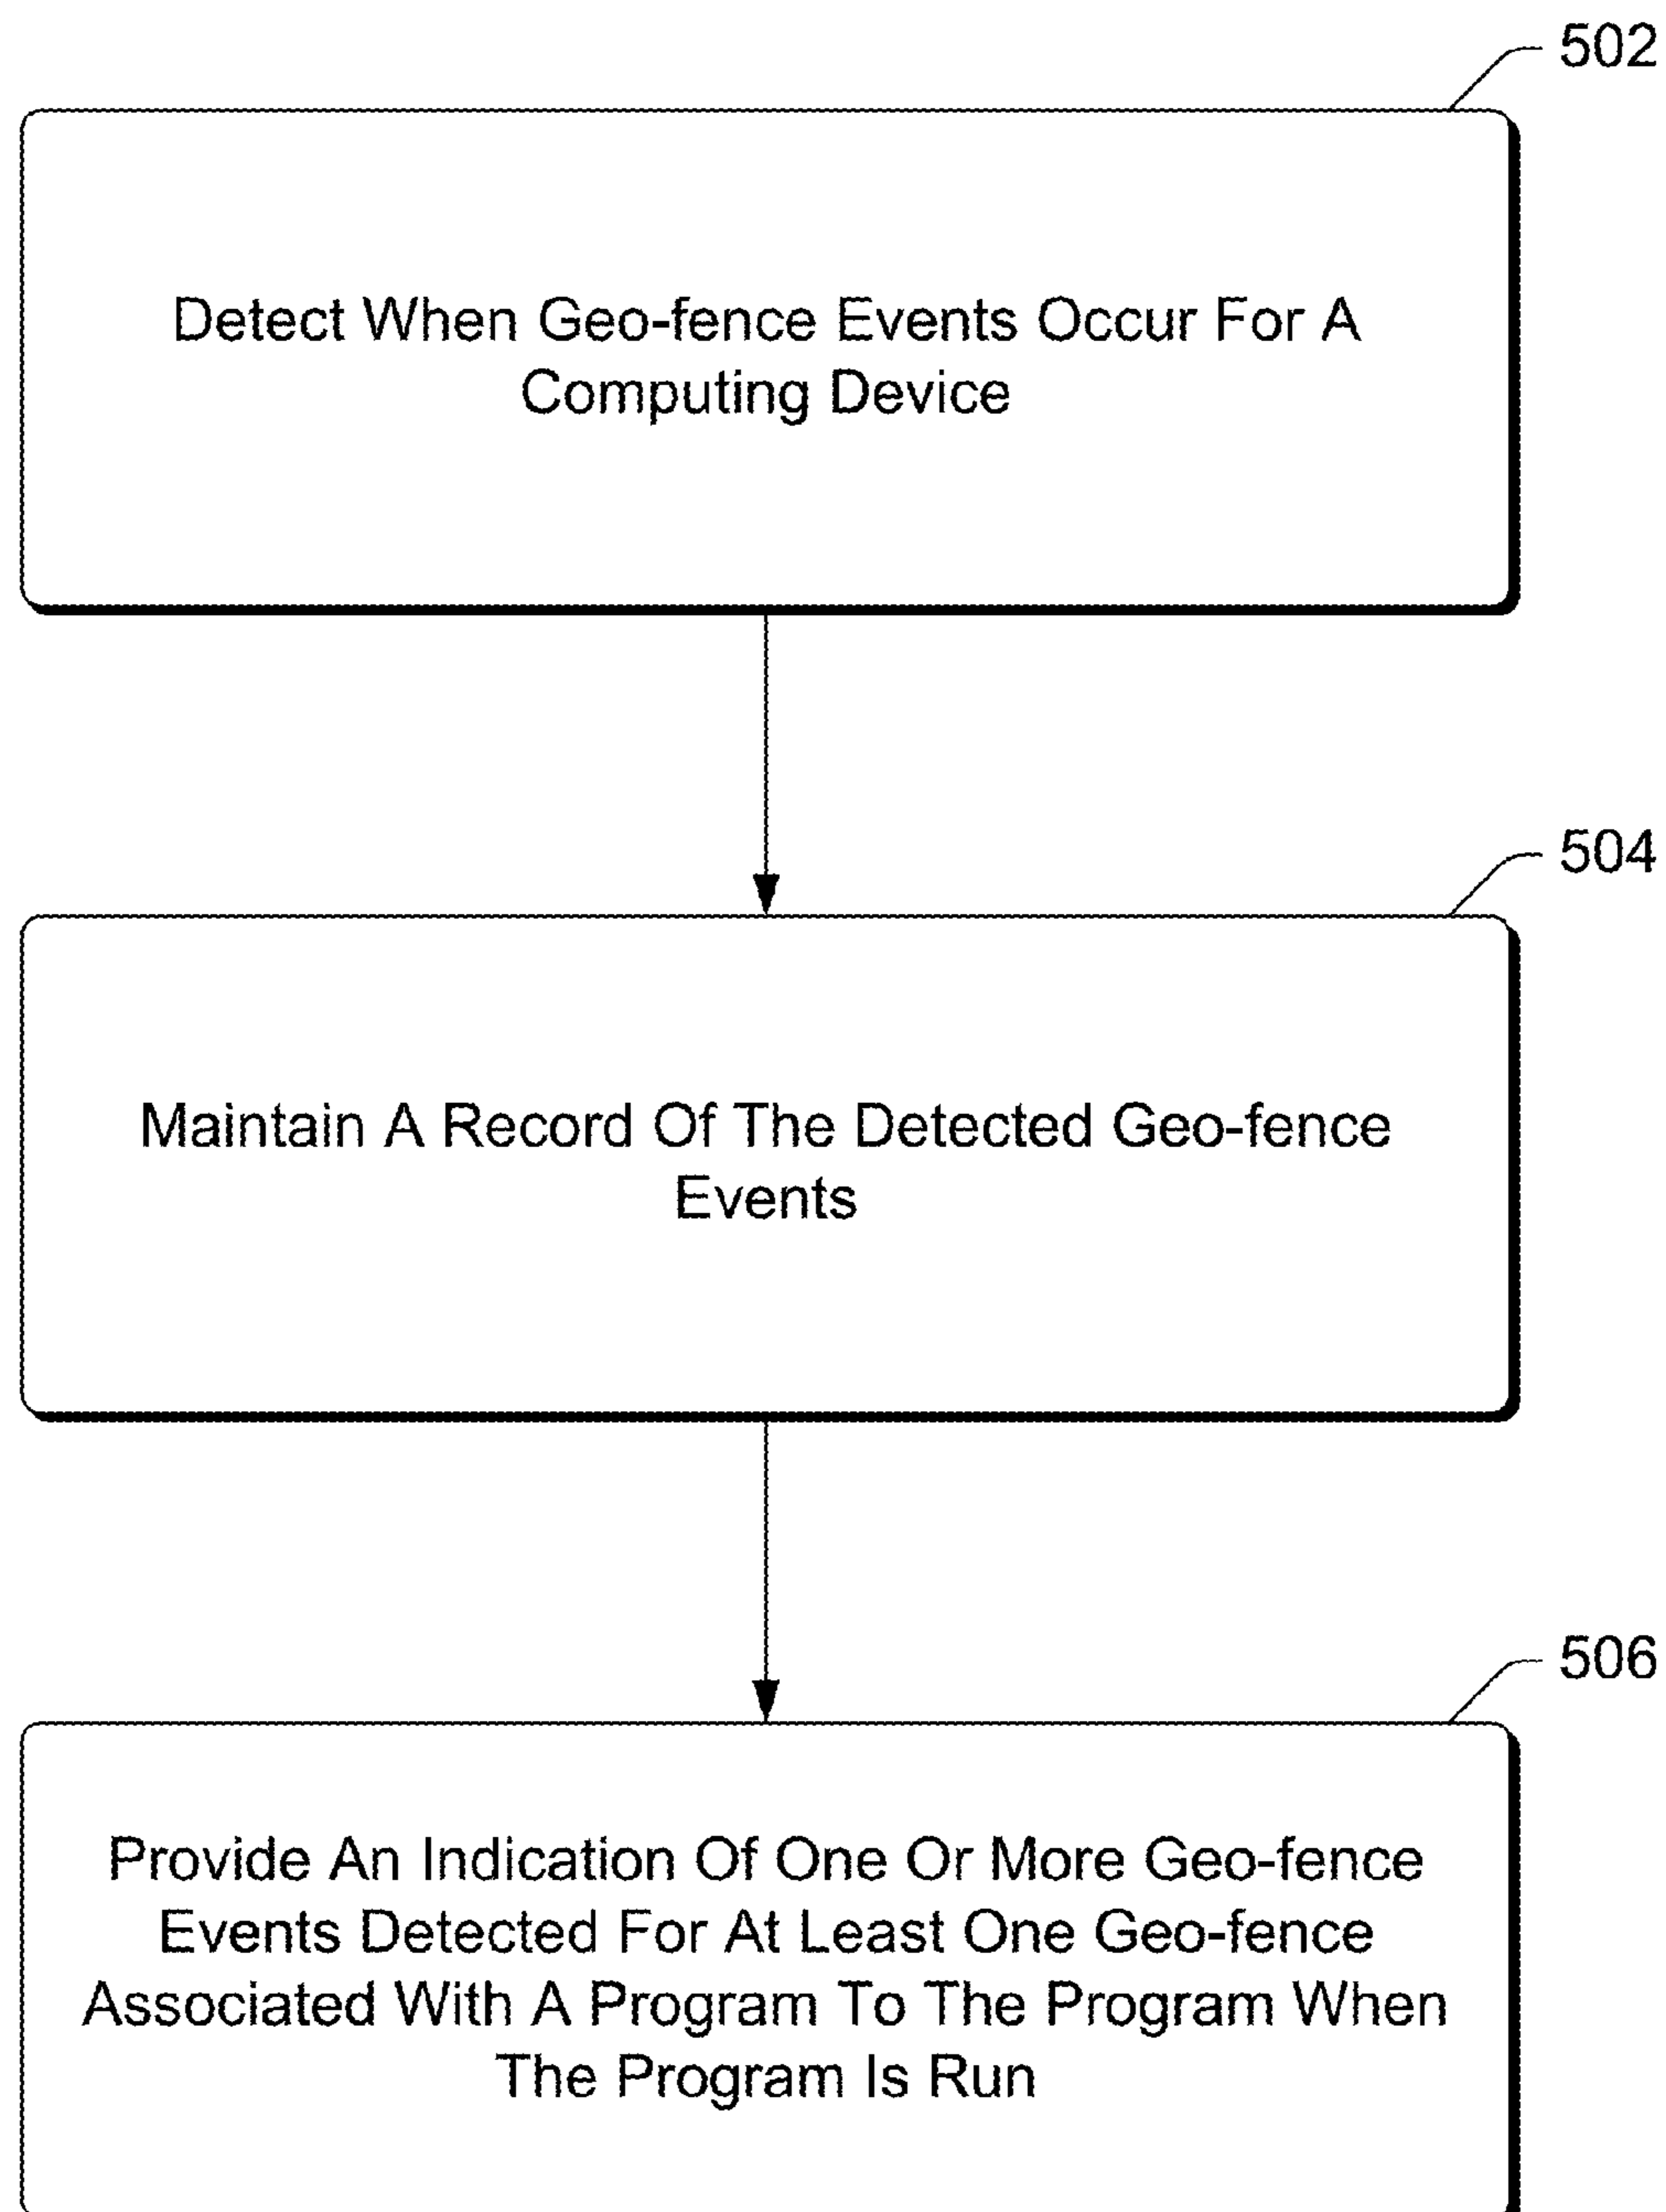 502
Detect When Geo-fence Events Occur For A
Computing Device
504
Maintain A Record Of The Detected Geo-fence
Events
506
Provide An Indication Of One Or More Geo-fence
Events Detected For At Least One Geo-fence
Associated With A Program To The Program When
The Program Is Run